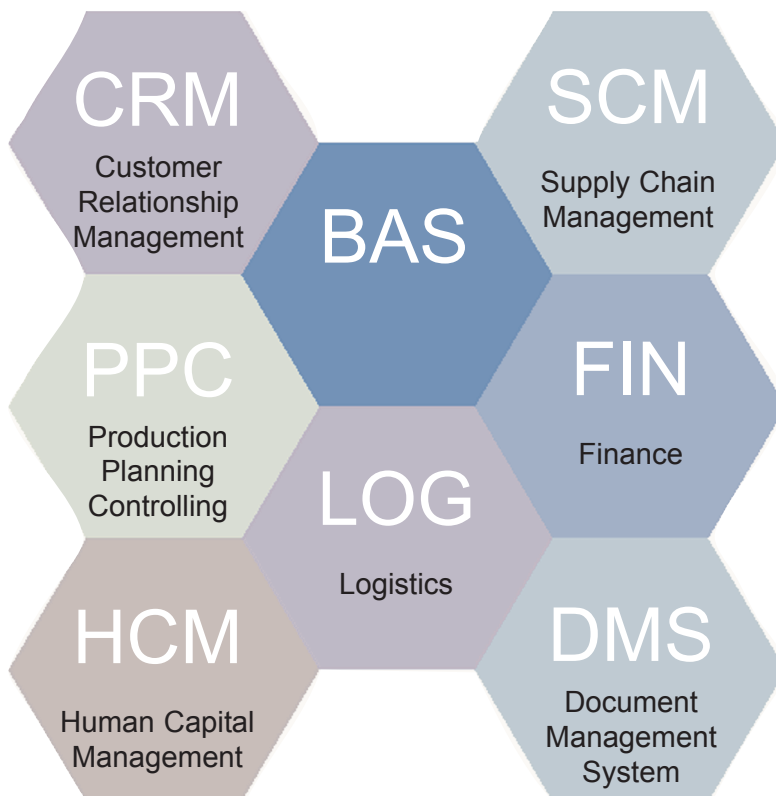 CRM
Customer
Relationship
Management
SCM
Supply Chain
Management
BAS
PPC
Production
Planning
Controlling
FIN
Finance
LOG
Logistics
HCM
Human Capital
Management
DMS
Document
Management
System